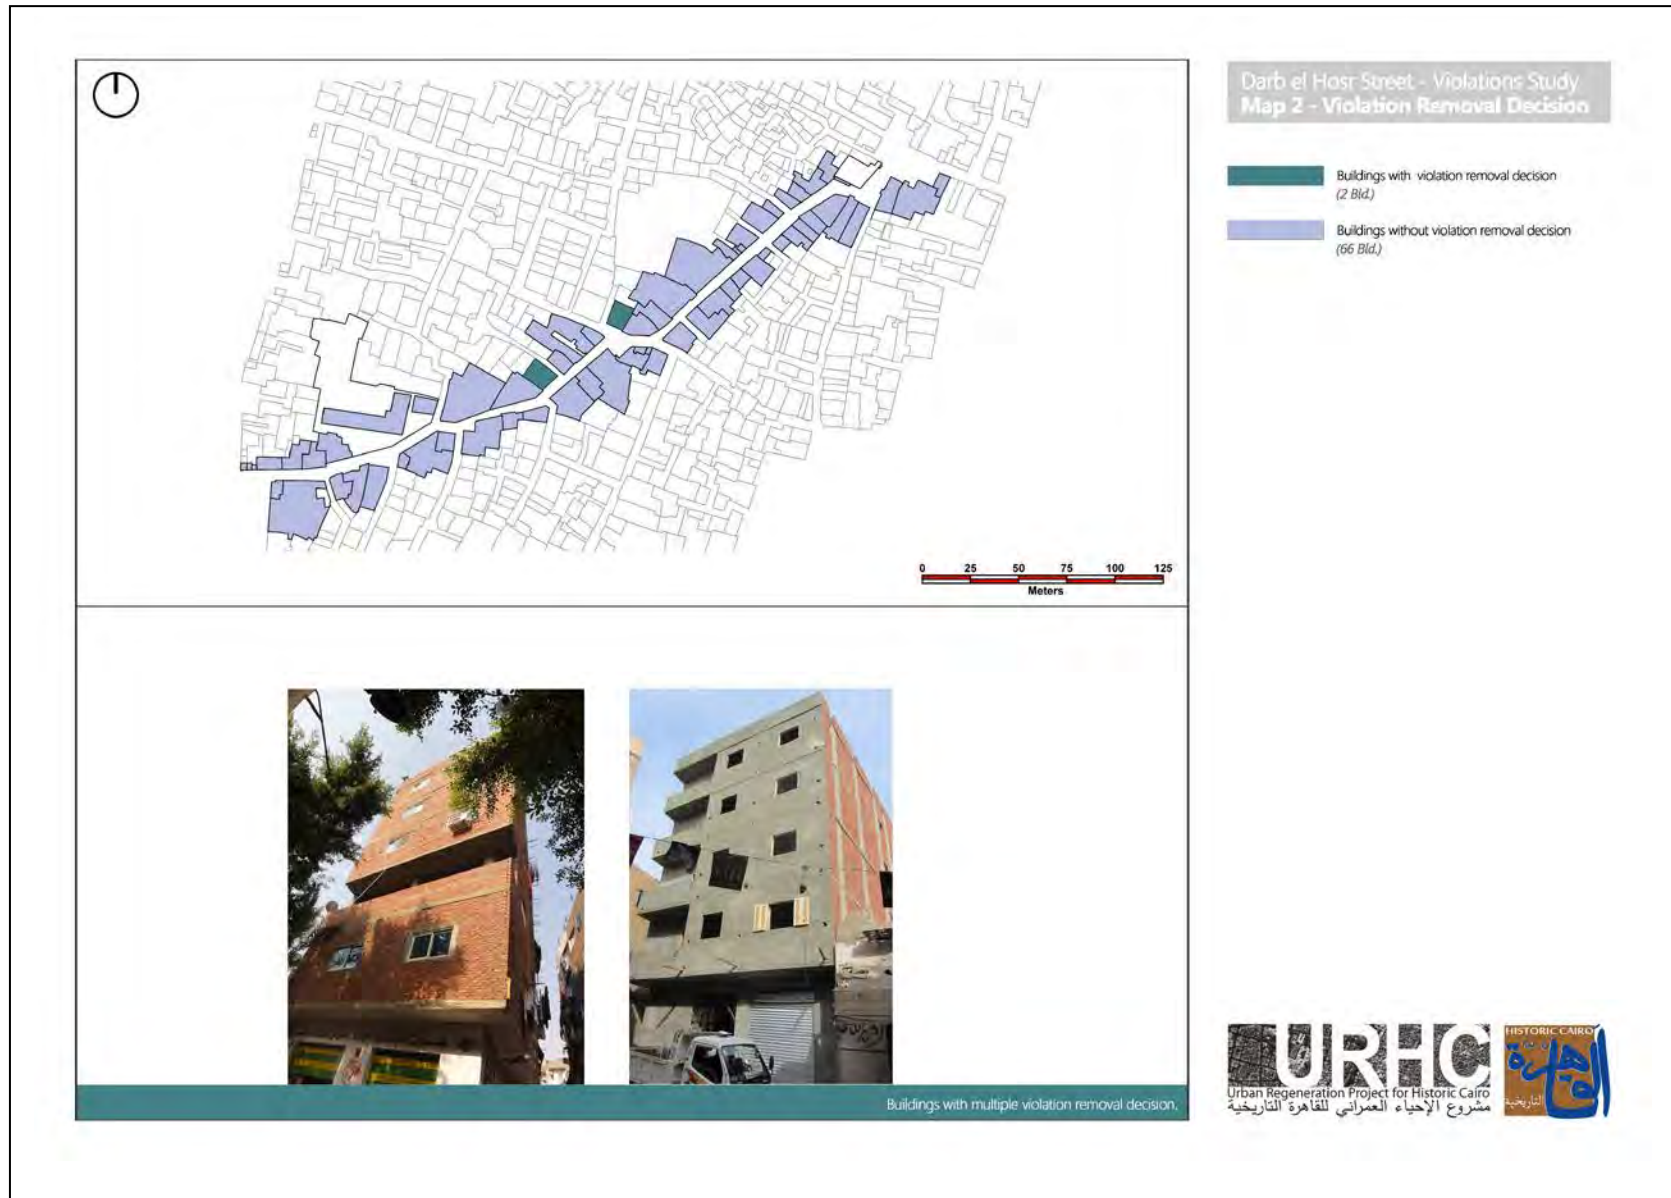 Darb el Hosr Street - Violations Study
Map 2 - Violation Removal Decision
Buildings with violation removal decision
(2 Bld.)
Buildings without violation removal decision
(66 Bld.)
0 25 50 75 100 125
Meters
Buildings with multiple violation removal decision,
URHC
Urban Regeneration Project for Historic Cairo
مشروع الإحياء العمراني للقاهرة التاريخية
HISTORIC CAIRO
القاهرة
التاريخية